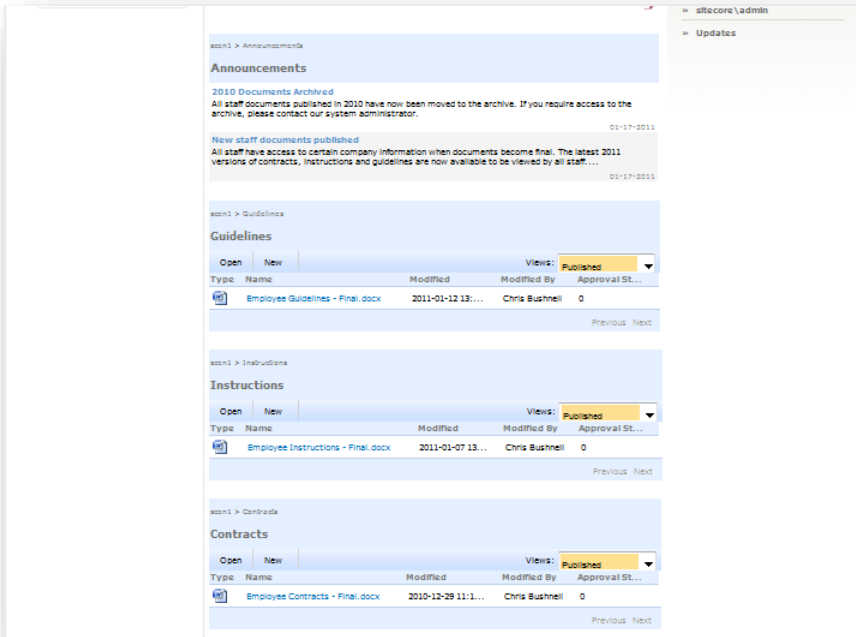 » sitecore\admin
» Updates
> Announcements
Announcements
2010 Documents Archived
All staff documents published in 2010 have now been moved to the archive. If you require access to the
archive, please contact our system administrator.
01-17-2011
New staff documents published
All staff have access to certain company information when documents become final. The latest 2011
versions of contracts, instructions and guidelines are now available to be viewed by all staff....
01-17-2011
> Guidelines
Guidelines
Open New Views: Published
Type Name Modified Modified By Approval St...
Employee Guidelines - Final.docx 2011-01-12 13:... Chris Bushnell 0
Previous Next
> Instructions
Instructions
Open New Views: Published
Type Name Modified Modified By Approval St...
Employee Instructions - Final.docx 2011-01-07 13... Chris Bushnell 0
Previous Next
> Contracts
Contracts
Open New Views: Published
Type Name Modified Modified By Approval St...
Employee Contracts - Final.docx 2010-12-29 11:1... Chris Bushnell 0
Previous Next